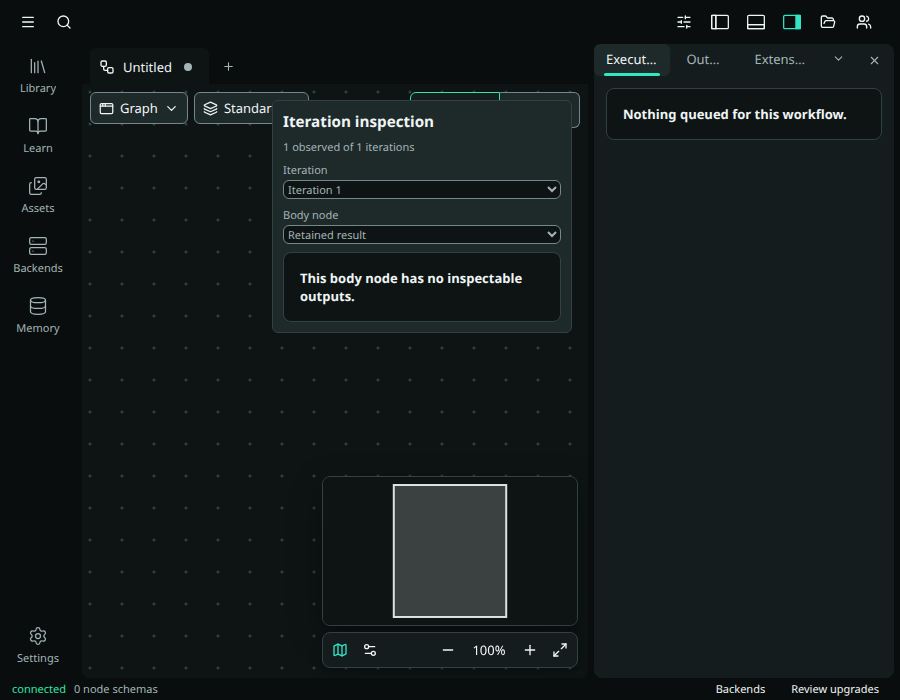 Untitled
Execut...
Out...
Extens...
Library
Learn
Assets
Backends
Memory
Settings
Graph
Standar
Iteration inspection
1 observed of 1 iterations
Iteration
Iteration 1
Body node
Retained result
This body node has no inspectable
outputs.
Nothing queued for this workflow.
100%
connected
0 node schemas
Backends
Review upgrades